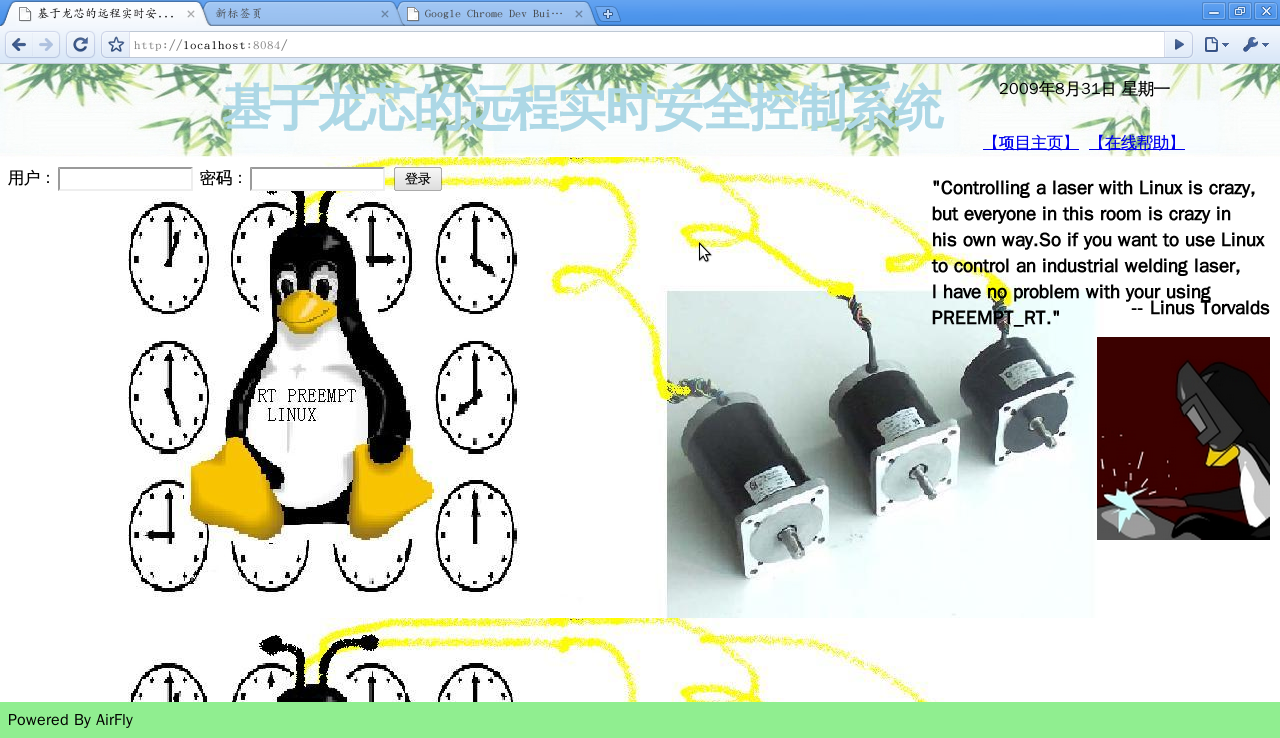 基于龙芯的远程实时安...
新标签页
Google Chrome Dev Bui...
http://localhost:8084/
基于龙芯的远程实时安全控制系统
2009年8月31日 星期一
【项目主页】 【在线帮助】
用户： 密码： 登录
"Controlling a laser with Linux is crazy,
but everyone in this room is crazy in
his own way.So if you want to use Linux
to control an industrial welding laser,
I have no problem with your using
PREEMPT_RT."
-- Linus Torvalds
RT PREEMPT
LINUX
Powered By AirFly